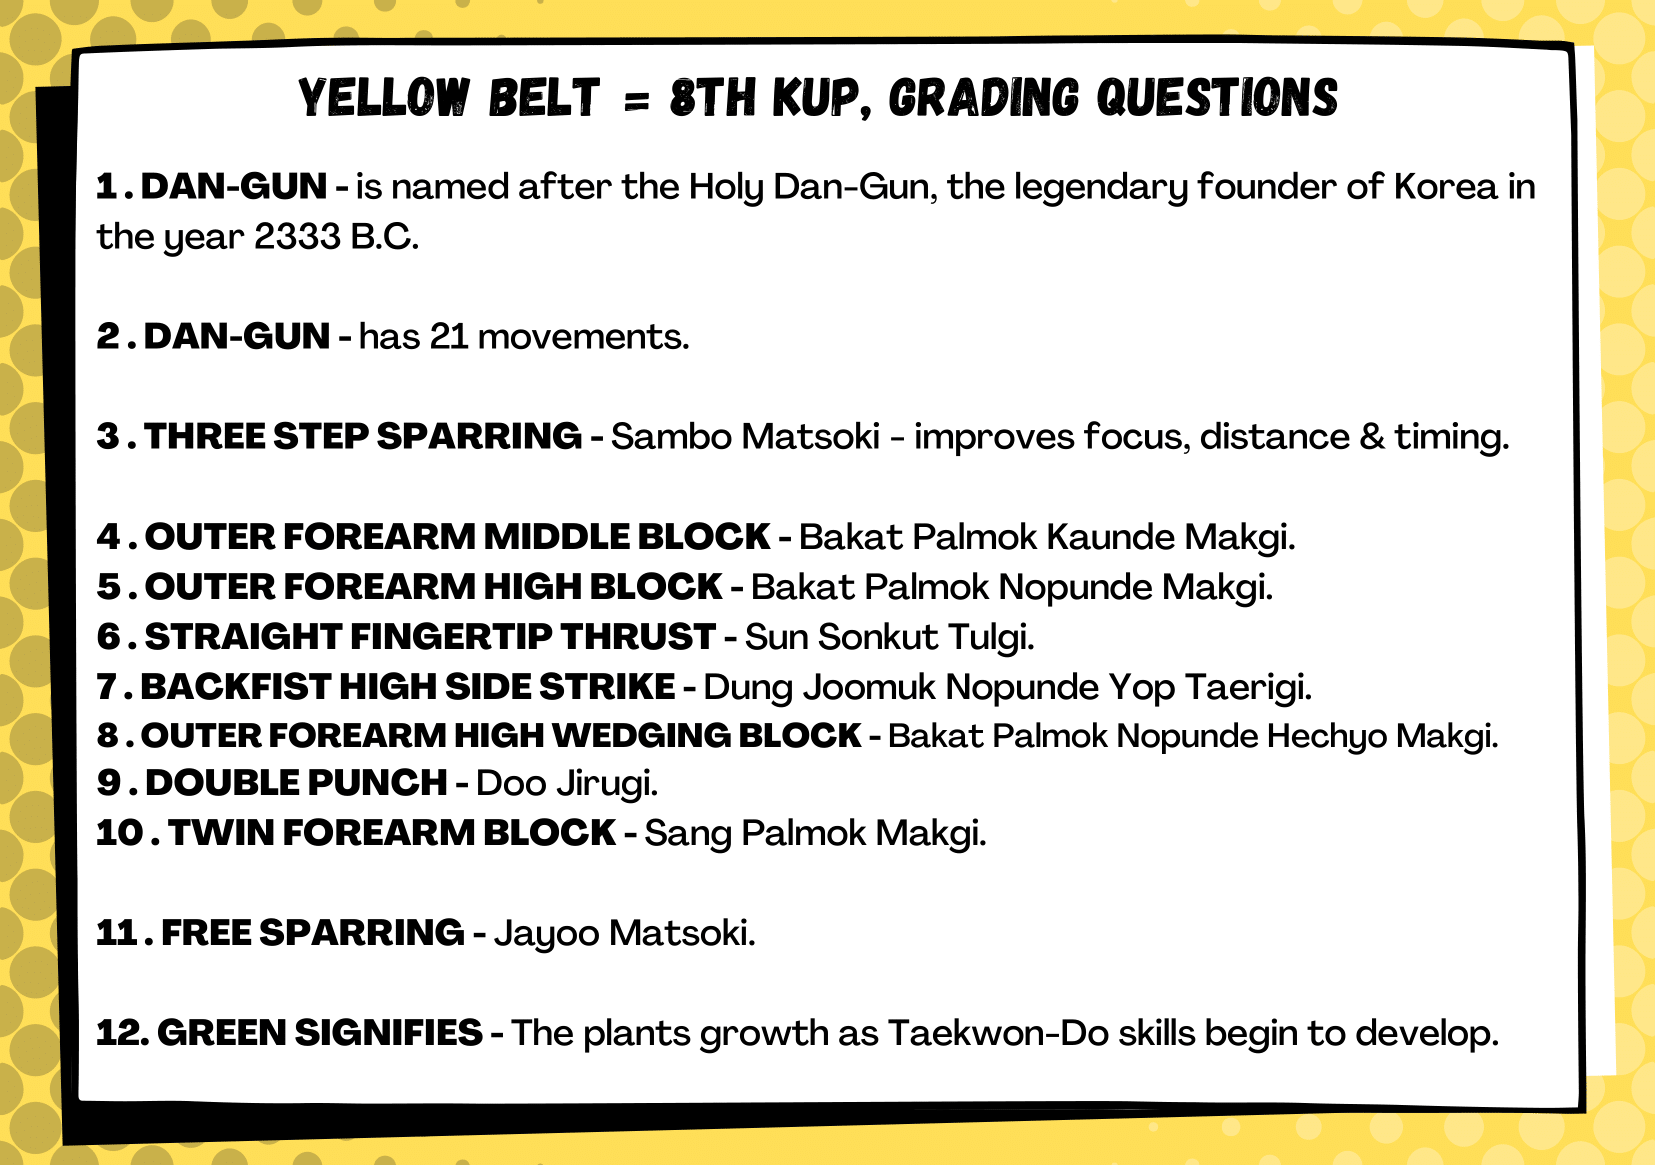 YELLOW BELT = 8TH KUP, GRADING QUESTIONS
1 . DAN-GUN - is named after the Holy Dan-Gun, the legendary founder of Korea in
the year 2333 B.C.
2 . DAN-GUN - has 21 movements.
3 . THREE STEP SPARRING - Sambo Matsoki - improves focus, distance & timing.
4 . OUTER FOREARM MIDDLE BLOCK - Bakat Palmok Kaunde Makgi.
5 . OUTER FOREARM HIGH BLOCK - Bakat Palmok Nopunde Makgi.
6 . STRAIGHT FINGERTIP THRUST - Sun Sonkut Tulgi.
7 . BACKFIST HIGH SIDE STRIKE - Dung Joomuk Nopunde Yop Taerigi.
8 . OUTER FOREARM HIGH WEDGING BLOCK - Bakat Palmok Nopunde Hechyo Makgi.
9 . DOUBLE PUNCH - Doo Jirugi.
10 . TWIN FOREARM BLOCK - Sang Palmok Makgi.
11 . FREE SPARRING - Jayoo Matsoki.
12. GREEN SIGNIFIES - The plants growth as Taekwon-Do skills begin to develop.